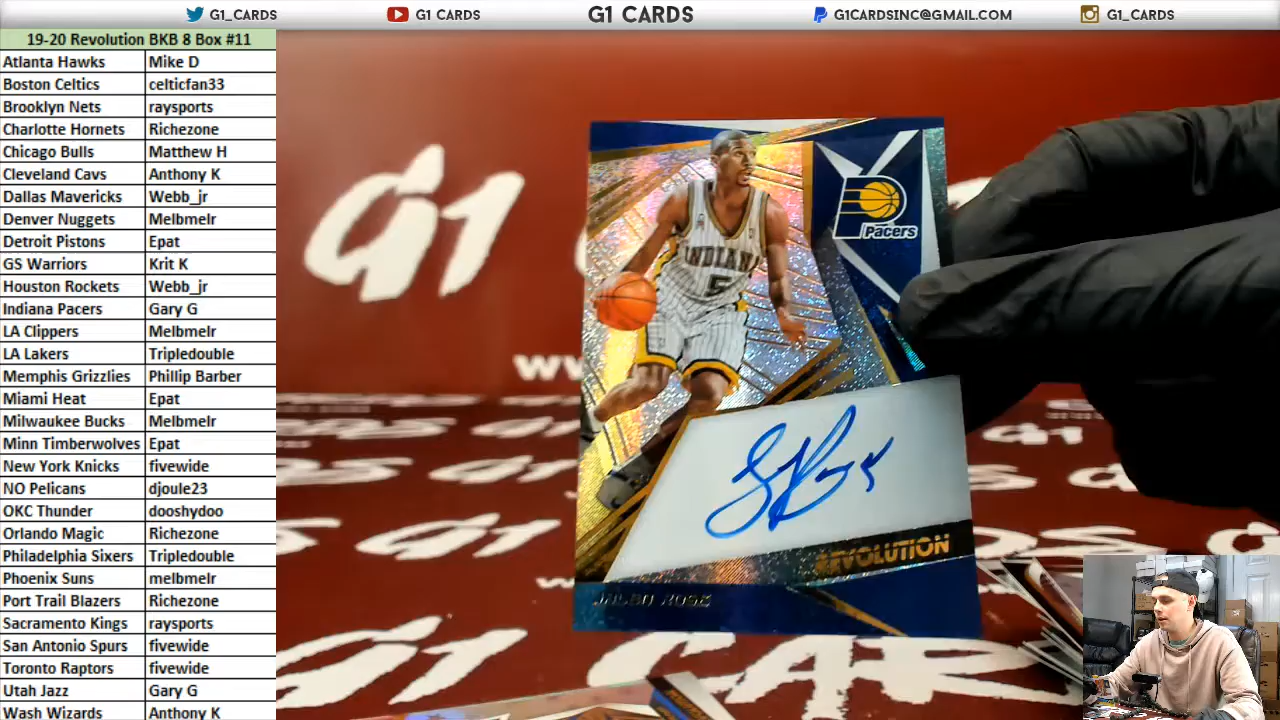 G1_CARDS
G1 CARDS
G1 CARDS
G1CARDSINC@GMAIL.COM
G1_CARDS
19-20 Revolution BKB 8 Box #11
Atlanta Hawks Mike D
Boston Celtics celticfan33
Brooklyn Nets raysports
Charlotte Hornets Richezone
Chicago Bulls Matthew H
Cleveland Cavs Anthony K
Dallas Mavericks Webb_jr
Denver Nuggets Melbmelr
Detroit Pistons Epat
GS Warriors Krit K
Houston Rockets Webb_jr
Indiana Pacers Gary G
LA Clippers Melbmelr
LA Lakers Tripledouble
Memphis Grizzlies Phillip Barber
Miami Heat Epat
Milwaukee Bucks Melbmelr
Minn Timberwolves Epat
New York Knicks fivewide
NO Pelicans djoule23
OKC Thunder dooshydoo
Orlando Magic Richezone
Philadelphia Sixers Tripledouble
Phoenix Suns melbmelr
Port Trail Blazers Richezone
Sacramento Kings raysports
San Antonio Spurs fivewide
Toronto Raptors fivewide
Utah Jazz Gary G
Wash Wizards Anthony K
G1
Pacers
INDIANA
5
REVOLUTION
JALEN ROSE
G1
G1 CARDS